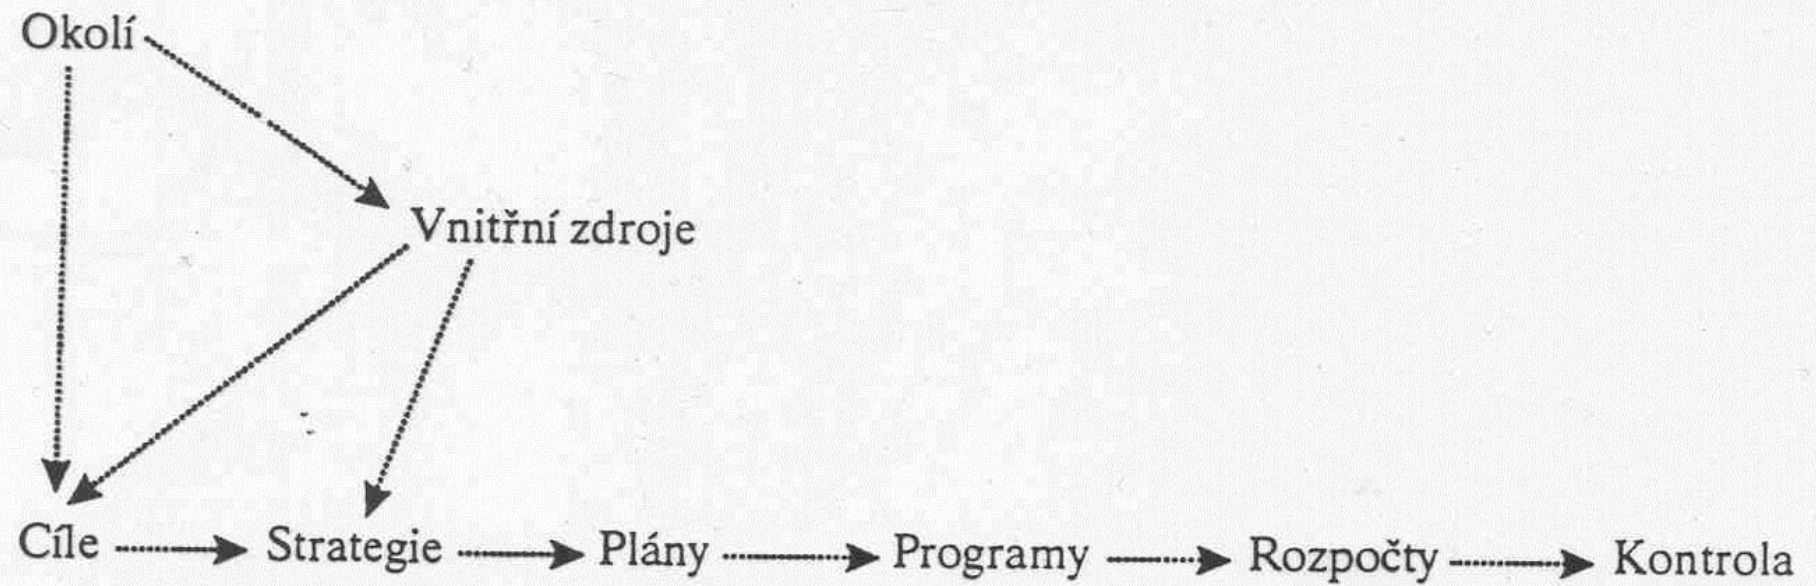 Okolí
Vnitřní zdroje
Cíle Strategie Plány Programy Rozpočty Kontrola